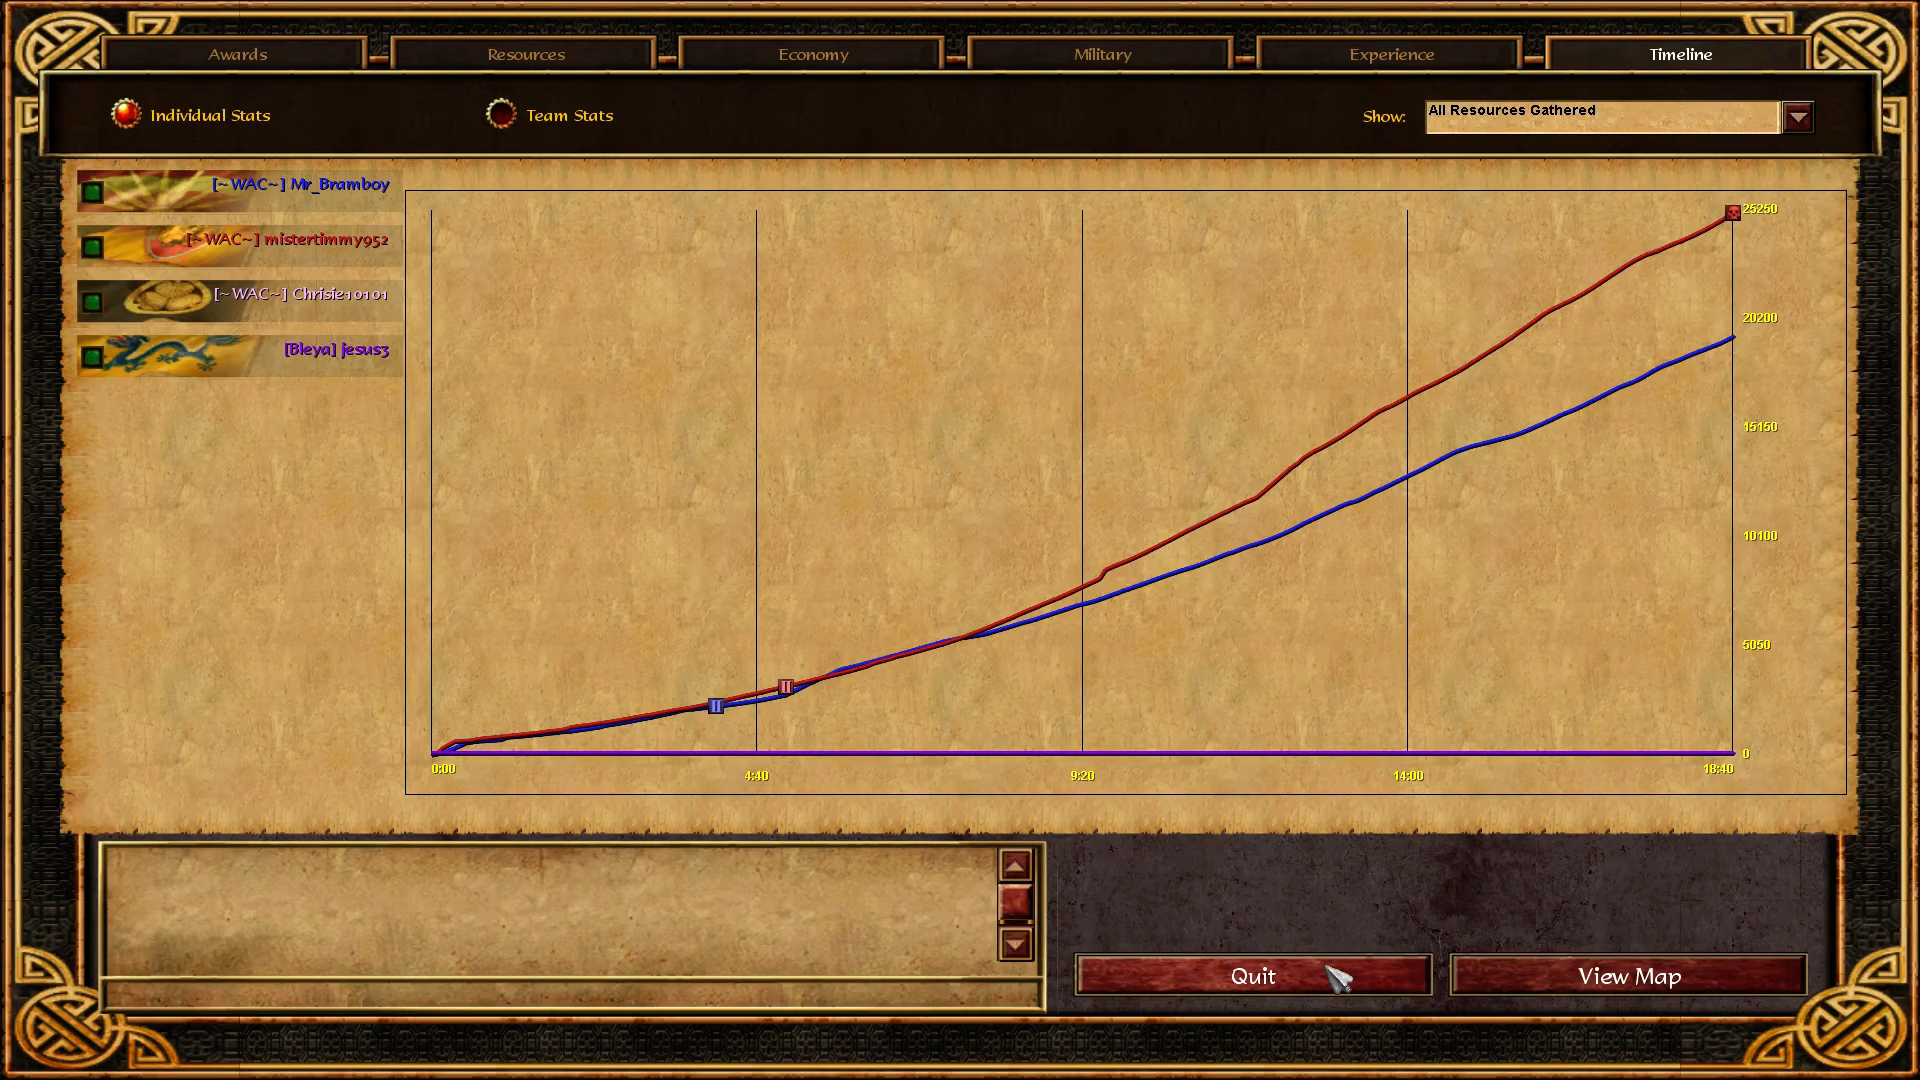 Awards
Resources
Economy
Military
Experience
Timeline
Individual Stats
Team Stats
Show:
All Resources Gathered
[~WAC~] Mr_Bramboy
[~WAC~] mistertimmy952
[~WAC~] Chrisie10101
[Bleya] jesus3
25250
20200
15150
10100
5050
0
II
II
0:00
4:40
9:20
14:00
18:40
Quit
View Map